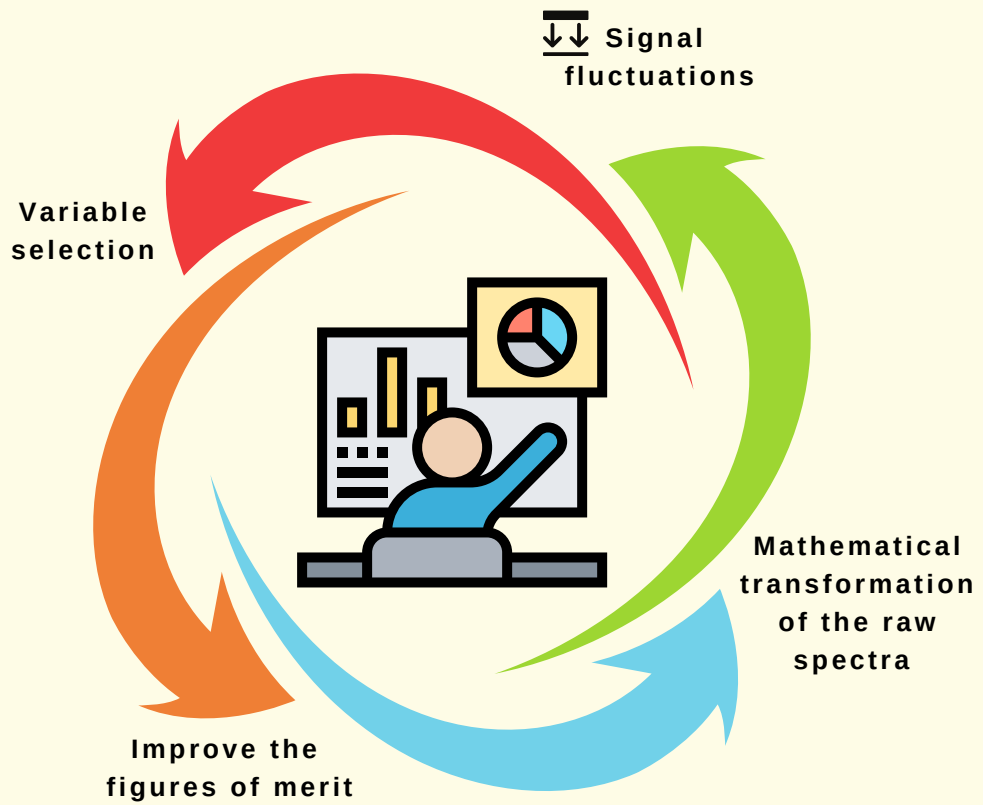 Signal
fluctuations
Variable
selection
Mathematical
transformation
of the raw
spectra
Improve the
figures of merit